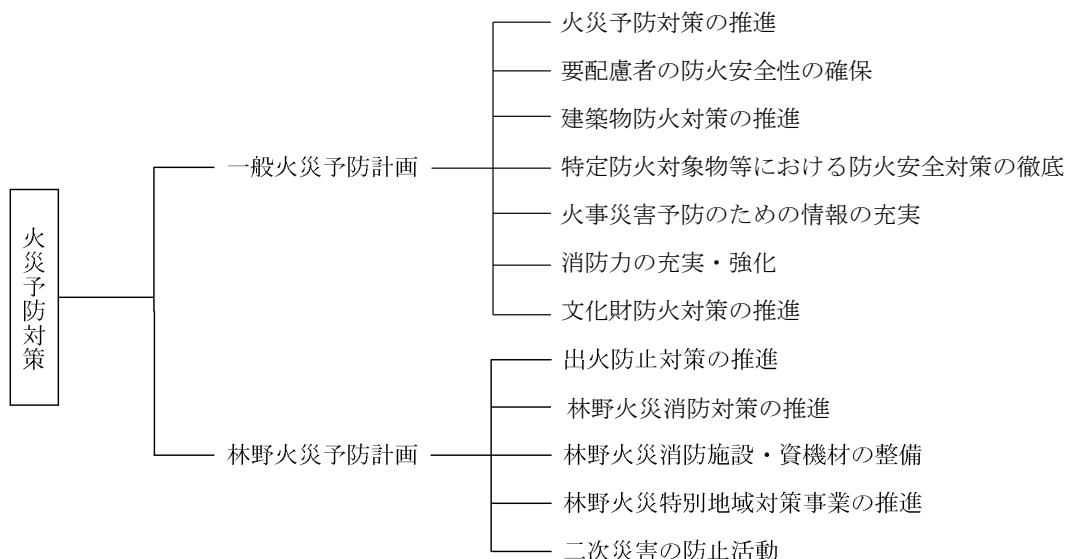 火災予防対策
一般火災予防計画
火災予防対策の推進
要配慮者の防火安全性の確保
建築物防火対策の推進
特定防火対象物等における防火安全対策の徹底
火事災害予防のための情報の充実
消防力の充実・強化
文化財防火対策の推進
林野火災予防計画
出火防止対策の推進
林野火災消防対策の推進
林野火災消防施設・資機材の整備
林野火災特別地域対策事業の推進
二次災害の防止活動